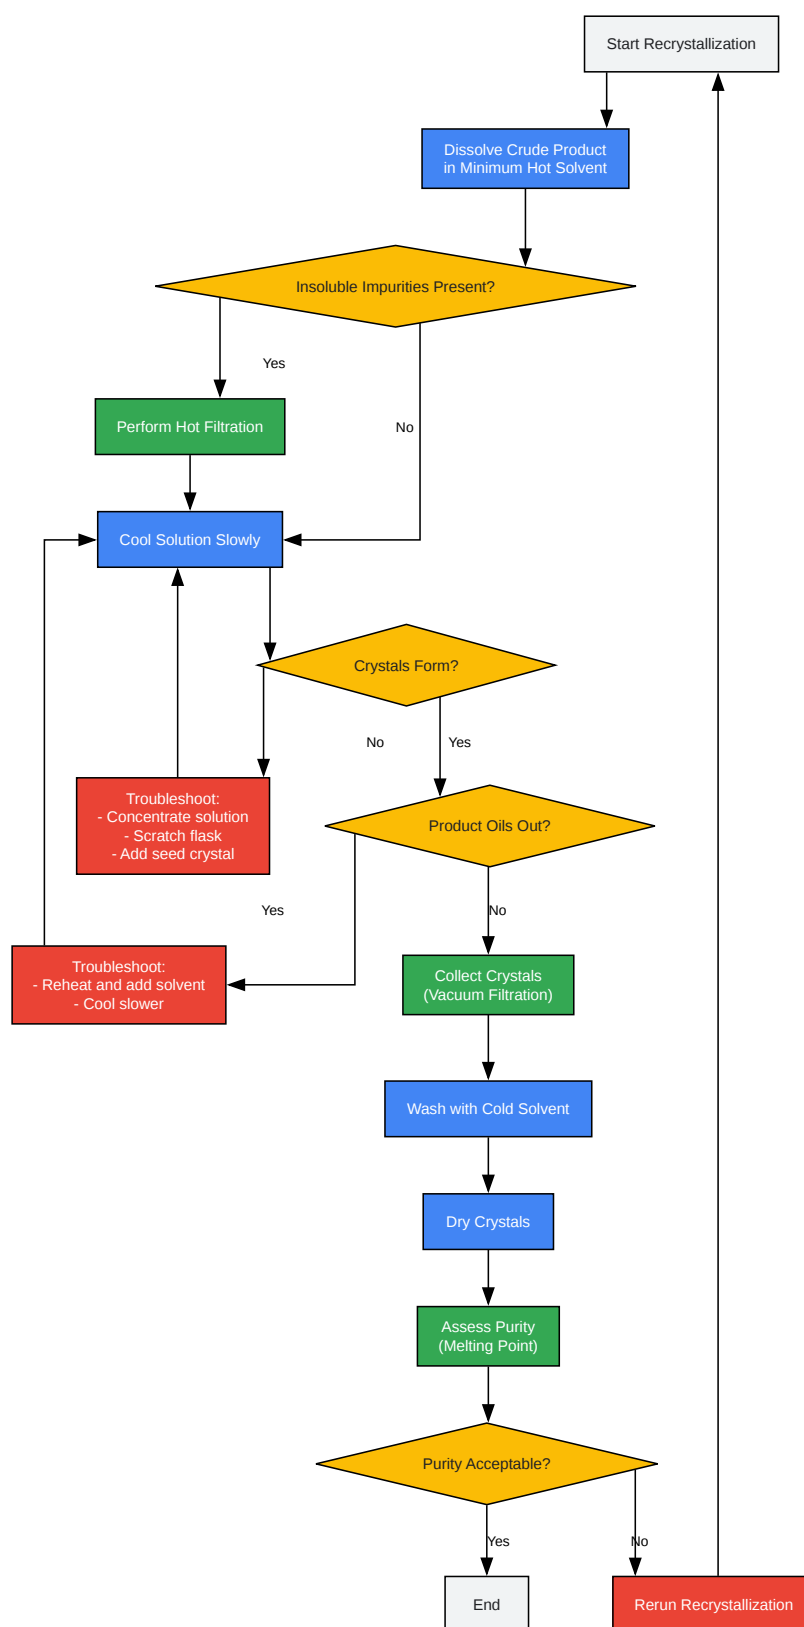 Start Recrystallization
Dissolve Crude Product
in Minimum Hot Solvent
Insoluble Impurities Present?
Yes
Perform Hot Filtration
No
Cool Solution Slowly
Crystals Form?
No
Yes
Troubleshoot:
- Concentrate solution
- Scratch flask
- Add seed crystal
Product Oils Out?
Yes
No
Troubleshoot:
- Reheat and add solvent
- Cool slower
Collect Crystals
(Vacuum Filtration)
Wash with Cold Solvent
Dry Crystals
Assess Purity
(Melting Point)
Purity Acceptable?
Yes
No
End
Rerun Recrystallization